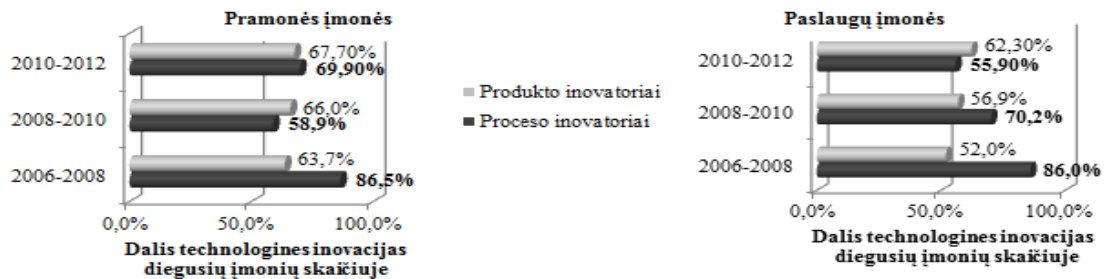 Pramonės įmonės
2010-2012
67,70%
69,90%
2008-2010
66,0%
58,9%
2006-2008
63,7%
86,5%
0,0% 50,0% 100,0%
Dalis technologines inovacijas
diegusių įmonių skaičiuje
Produkto inovatoriai
Proceso inovatoriai
Paslaugų įmonės
2010-2012
62,30%
55,90%
2008-2010
56,9%
70,2%
2006-2008
52,0%
86,0%
0,0% 50,0% 100,0%
Dalis technologines inovacijas
diegusių įmonių skaičiuje